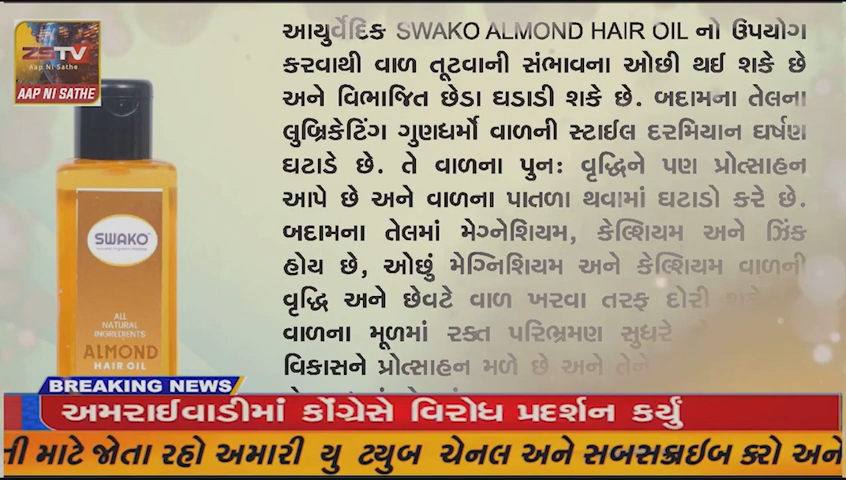 ZSTV
Aap Ni Sathe
AAP NI SATHE
આયુર્વેદિક SWAKO ALMOND HAIR OIL નો ઉપયોગ
કરવાથી વાળ તૂટવાની સંભાવના ઓછી થઈ શકે છે
અને વિભાજિત છેડા ઘડાડી શકે છે. બદામના તેલના
લુબ્રિકેટિંગ ગુણધર્મો વાળની સ્ટાઈલ દરમિયાન ઘર્ષણ
ઘટાડે છે. તે વાળના પુનઃ વૃદ્ધિને પણ પ્રોત્સાહન
આપે છે અને વાળના પાતળા થવામાં ઘટાડો કરે છે.
બદામના તેલમાં મેગ્નેશિયમ, કેલ્શિયમ અને ઝિંક
હોય છે, ઓછું મેગ્નિશિયમ અને કેલ્શિયમ વાળની
વૃદ્ધિ અને છેવટે વાળ ખરવા તરફ દોરી શકે
વાળના મૂળમાં રક્ત પરિભ્રમણ સુધરે
વિકાસને પ્રોત્સાહન મળે છે અને તેને
SWAKO
ALL
NATURAL
INGREDIENTS
ALMOND
HAIR OIL
BREAKING NEWS
અમરાઈવાડીમાં કોંગ્રેસે વિરોધ પ્રદર્શન કર્યું
તી માટે જોતા રહો અમારી યુ ટ્યુબ ચેનલ અને સબસક્રાઇબ કરો અને